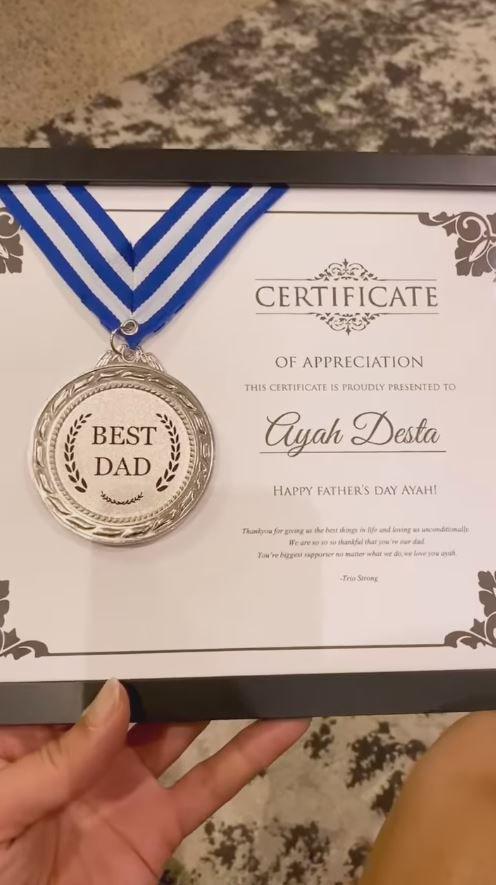 BEST
DAD
CERTIFICATE
OF APPRECIATION
THIS CERTIFICATE IS PROUDLY PRESENTED TO
Ayah Desta
HAPPY FATHER'S DAY AYAH!
Thankyou for giving us the best things in life and loving us unconditionally.
We are so so so thankful that you're our dad.
You're biggest supporter no matter what we do,we love you ayah.
-Trio Strong